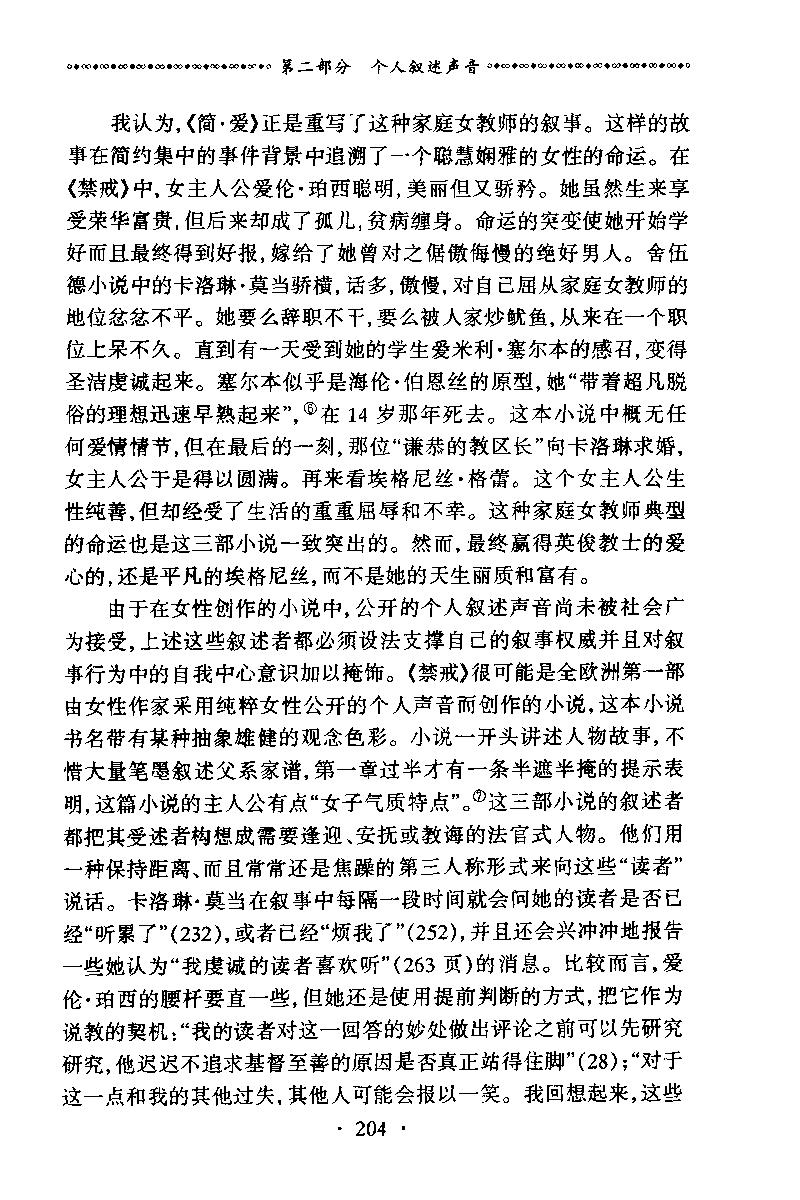 第二部分　个人叙述声音
我认为,《简·爱》正是重写了这种家庭女教师的叙事。这样的故
事在简约集中的事件背景中追溯了一个聪慧娴雅的女性的命运。在
《禁戒》中,女主人公爱伦·珀西聪明,美丽但又骄矜。她虽然生来享
受荣华富贵,但后来却成了孤儿,贫病缠身。命运的突变使她开始学
好而且最终得到好报,嫁给了她曾对之倨傲侮慢的绝好男人。舍伍
德小说中的卡洛琳·莫当骄横,话多,傲慢,对自己屈从家庭女教师的
地位忿忿不平。她要么辞职不干,要么被人家炒鱿鱼,从来在一个职
位上呆不久。直到有一天受到她的学生爱米利·塞尔本的感召,变得
圣洁虔诚起来。塞尔本似乎是海伦·伯恩丝的原型,她“带着超凡脱
俗的理想迅速早熟起来”,⑥在 14 岁那年死去。这本小说中概无任
何爱情情节,但在最后的一刻,那位“谦恭的教区长”向卡洛琳求婚,
女主人公于是得以圆满。再来看埃格尼丝·格蕾。这个女主人公生
性纯善,但却经受了生活的重重屈辱和不幸。这种家庭女教师典型
的命运也是这三部小说一致突出的。然而,最终赢得英俊教士的爱
心的,还是平凡的埃格尼丝,而不是她的天生丽质和富有。
由于在女性创作的小说中,公开的个人叙述声音尚未被社会广
为接受,上述这些叙述者都必须设法支撑自己的叙事权威并且对叙
事行为中的自我中心意识加以掩饰。《禁戒》很可能是全欧洲第一部
由女性作家采用纯粹女性公开的个人声音而创作的小说,这本小说
书名带有某种抽象雄健的观念色彩。小说一开头讲述人物故事,不
惜大量笔墨叙述父系家谱,第一章过半才有一条半遮半掩的提示表
明,这篇小说的主人公有点“女子气质特点”。⑦这三部小说的叙述者
都把其受述者构想成需要逢迎、安抚或教诲的法官式人物。他们用
一种保持距离、而且常常还是焦躁的第三人称形式来向这些“读者”
说话。卡洛琳·莫当在叙事中每隔一段时间就会问她的读者是否已
经“听累了”(232),或者已经“烦我了”(252),并且还会兴冲冲地报告
一些她认为“我虔诚的读者喜欢听”(263 页)的消息。比较而言,爱
伦·珀西的腰杆要直一些,但她还是使用提前判断的方式,把它作为
说教的契机:“我的读者对这一回答的妙处做出评论之前可以先研究
研究,他迟迟不追求基督至善的原因是否真正站得住脚”(28);“对于
这一点和我的其他过失,其他人可能会报以一笑。我回想起来,这些
· 204 ·